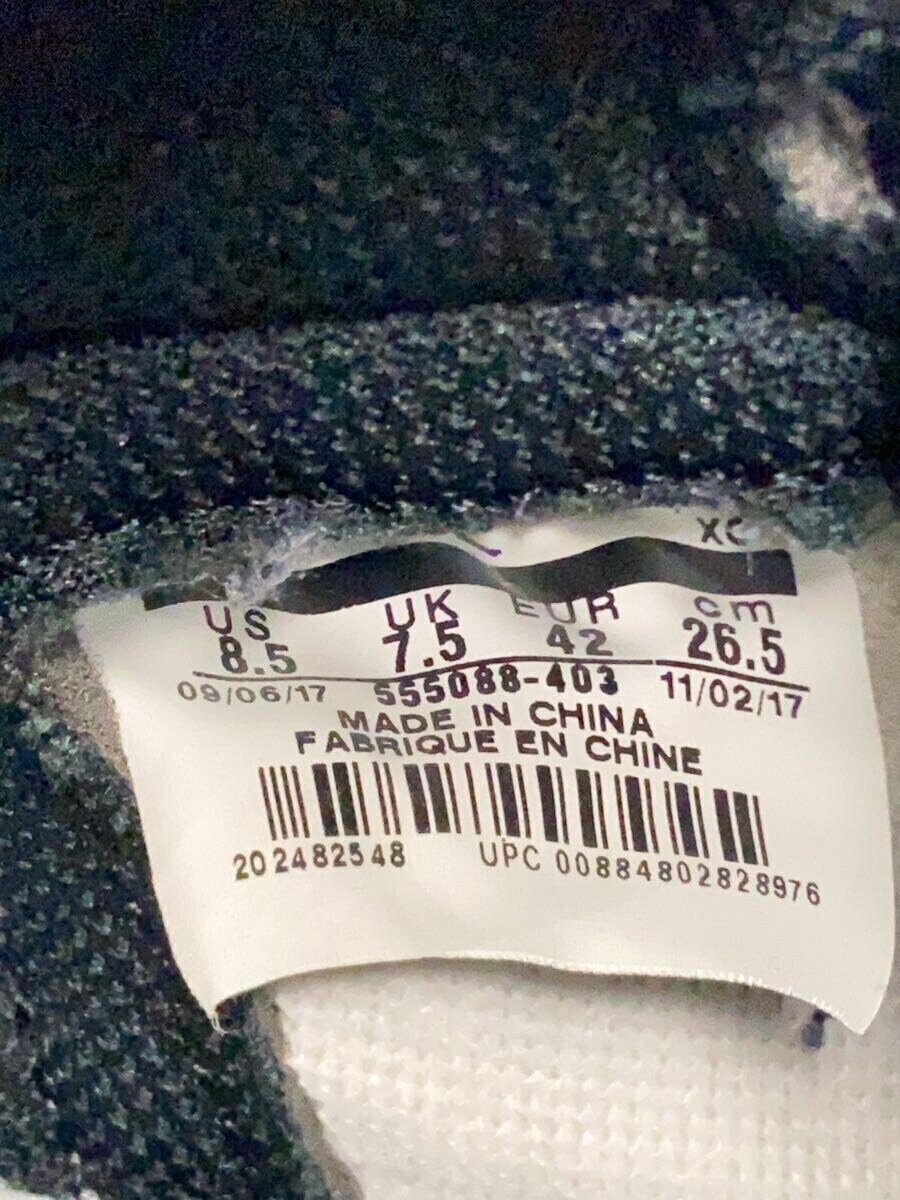 XC
US UK EUR cm
8.5 7.5 42 26.5
09/06/17 555088-403 11/02/17
MADE IN CHINA
FABRIQUE EN CHINE
202482548 UPC 00884802828976